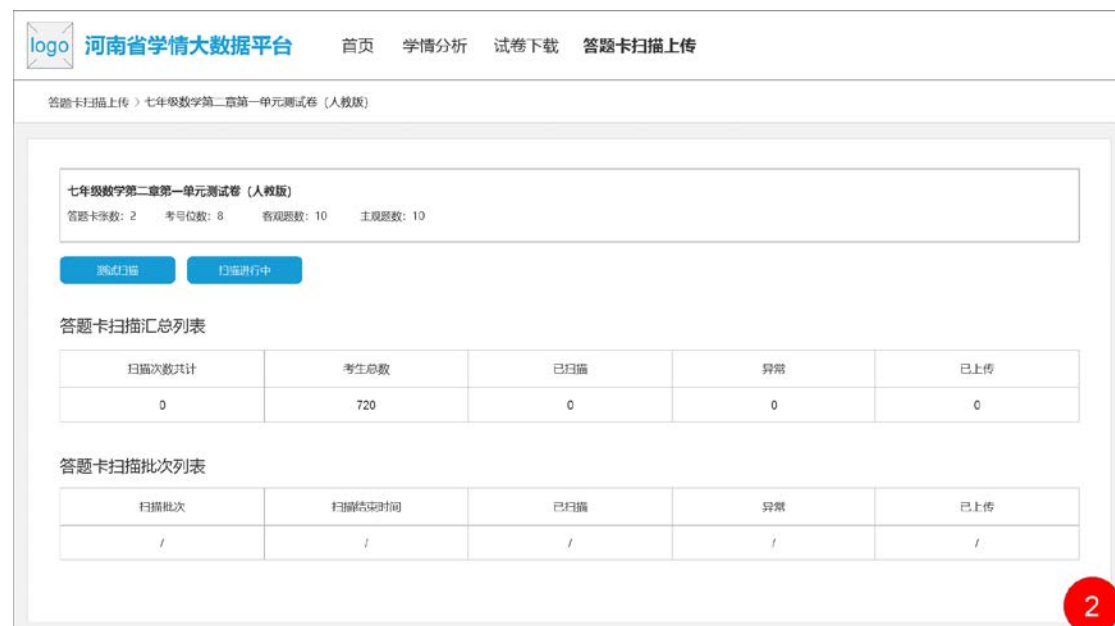 logo 河南省学情大数据平台 首页 学情分析 试卷下载 答题卡扫描上传
答题卡扫描上传 〉七年级数学第二章第一单元测试卷（人教版）
七年级数学第二章第一单元测试卷（人教版）
答题卡张数：2 考号位数：8 客观题数：10 主观题数：10
测试扫描 扫描进行中
答题卡扫描汇总列表
扫描次数共计 考生总数 已扫描 异常 已上传
0 720 0 0 0
答题卡扫描批次列表
扫描批次 扫描结束时间 已扫描 异常 已上传
/ / / / /
2